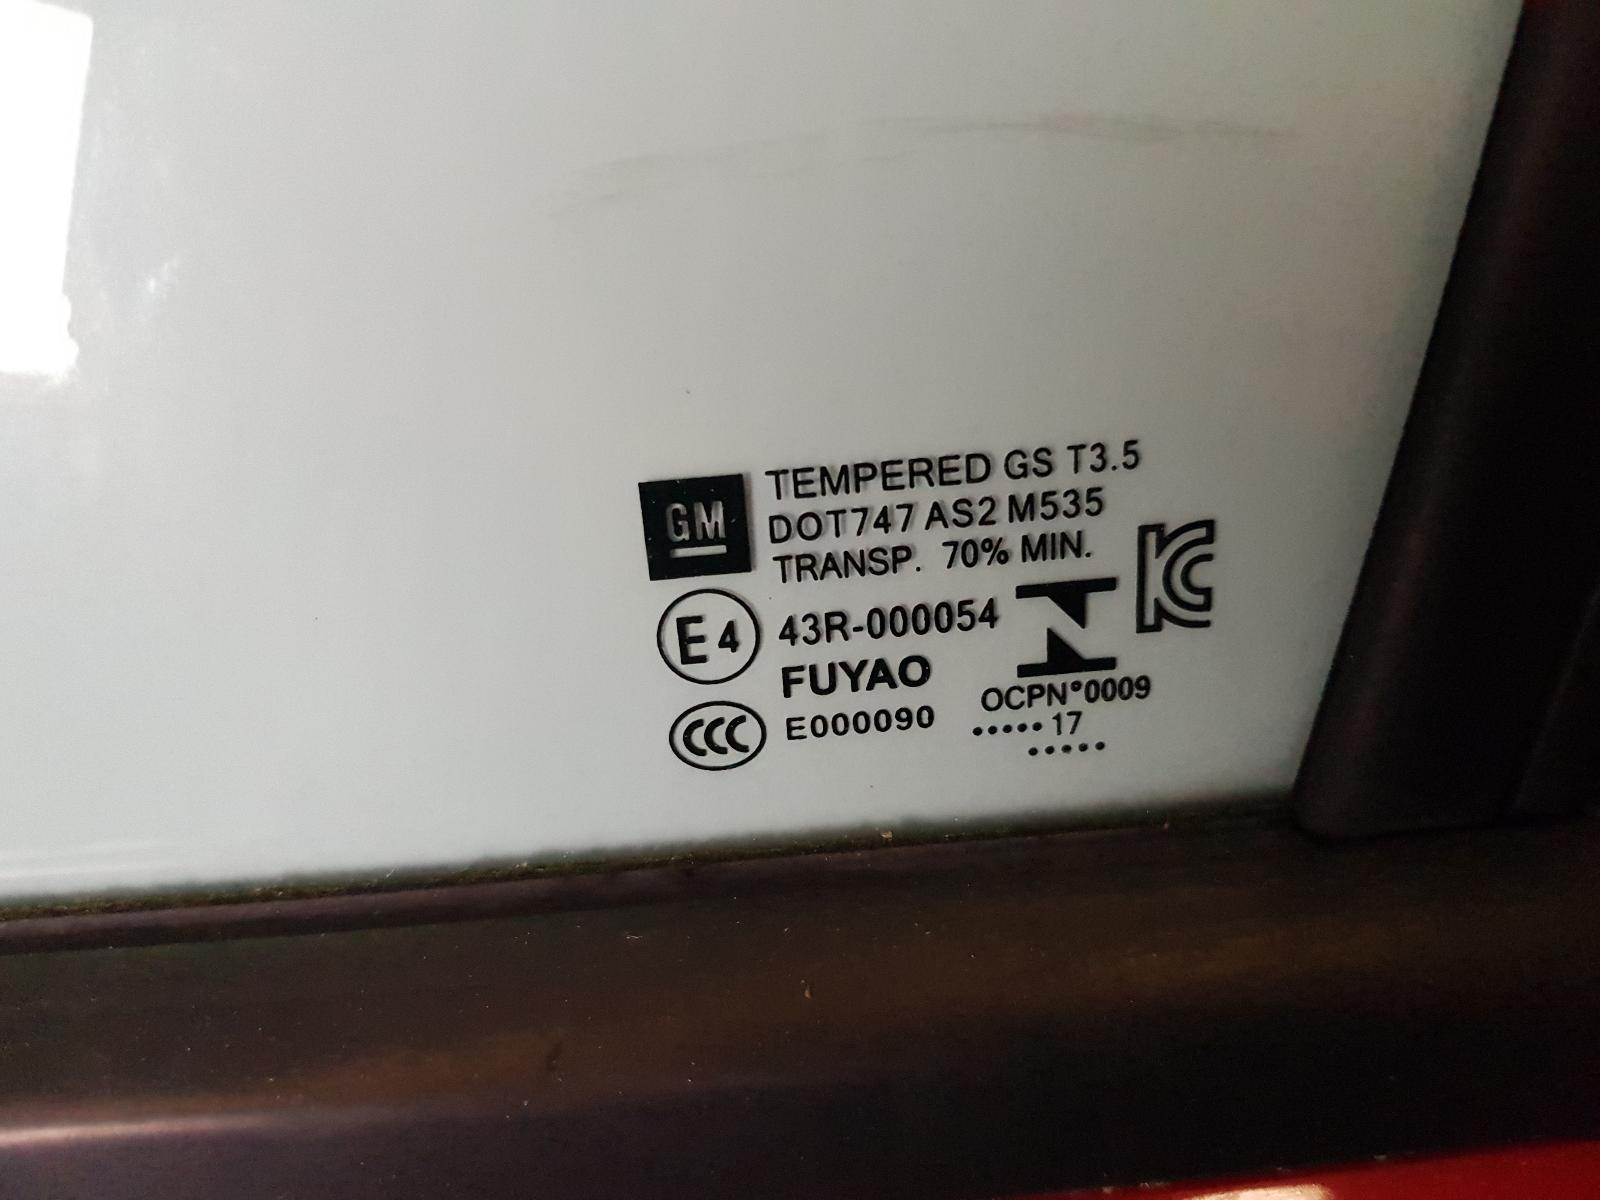 GM
TEMPERED GS T3.5
DOT747 AS2 M535
TRANSP. 70% MIN.
E4 43R-000054
FUYAO
CCC E000090
KC
N
OCPN°0009
•••••17
•••••